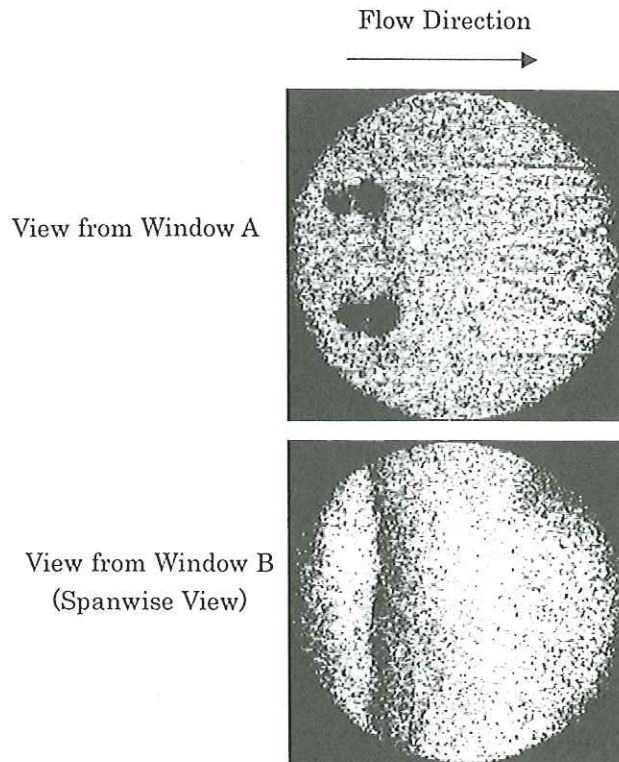 Flow Direction
View from Window A
View from Window B
(Spanwise View)